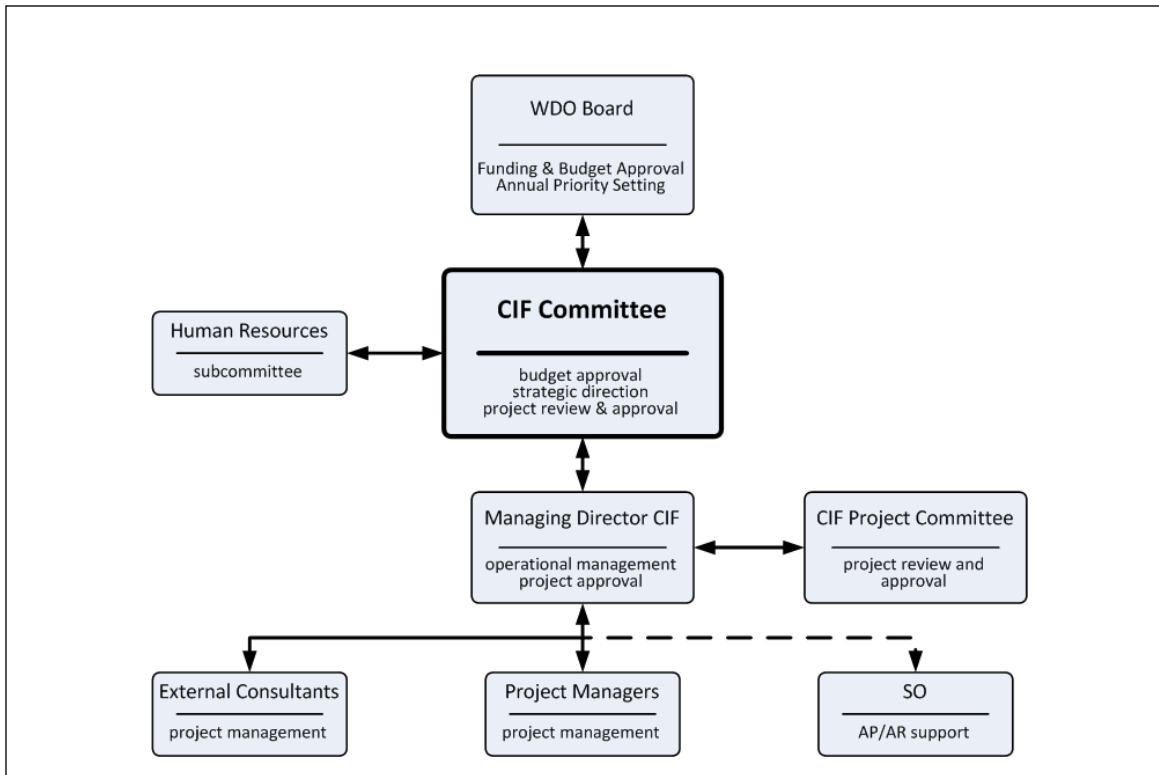 WDO Board
Funding & Budget Approval
Annual Priority Setting
CIF Committee
budget approval
strategic direction
project review & approval
Human Resources
subcommittee
Managing Director CIF
operational management
project approval
CIF Project Committee
project review and
approval
External Consultants
project management
Project Managers
project management
SO
AP/AR support